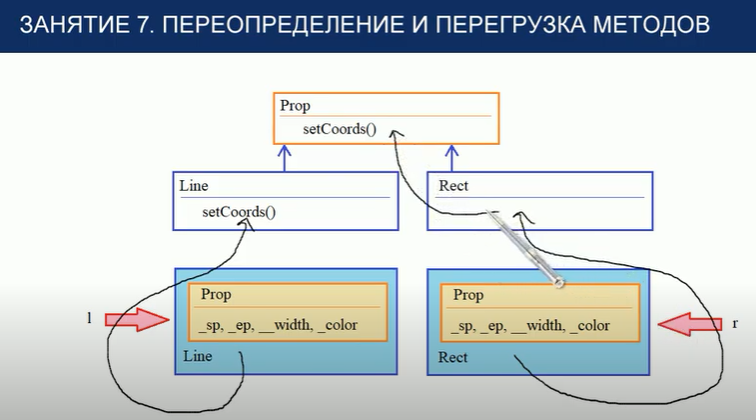 ЗАНЯТИЕ 7. ПЕРЕОПРЕДЕЛЕНИЕ И ПЕРЕГРУЗКА МЕТОДОВ
Prop
setCoords()
Line
setCoords()
Rect
l
Prop
_sp, _ep, __width, _color
Line
Prop
_sp, _ep, __width, _color
Rect
r